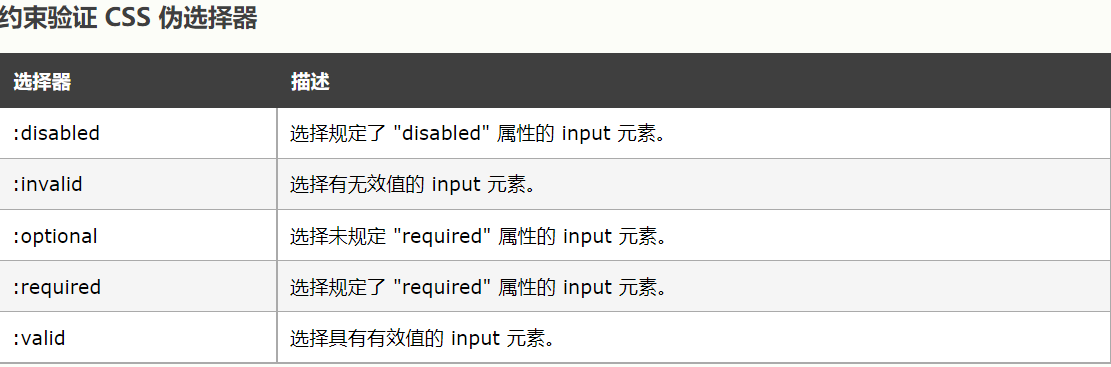 约束验证 CSS 伪选择器
选择器 描述
:disabled 选择规定了 "disabled" 属性的 input 元素。
:invalid 选择有无效值的 input 元素。
:optional 选择未规定 "required" 属性的 input 元素。
:required 选择规定了 "required" 属性的 input 元素。
:valid 选择具有有效值的 input 元素。